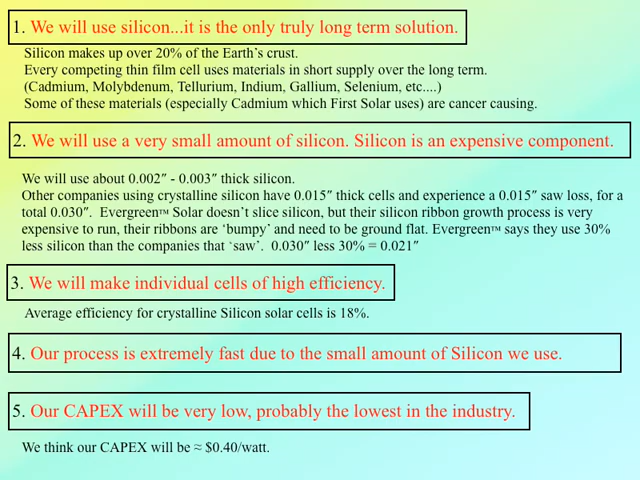 1. We will use silicon...it is the only truly long term solution.
Silicon makes up over 20% of the Earth’s crust.
Every competing thin film cell uses materials in short supply over the long term.
(Cadmium, Molybdenum, Tellurium, Indium, Gallium, Selenium, etc....)
Some of these materials (especially Cadmium which First Solar uses) are cancer causing.
2. We will use a very small amount of silicon. Silicon is an expensive component.
We will use about 0.002″ - 0.003″ thick silicon.
Other companies using crystalline silicon have 0.015″ thick cells and experience a 0.015″ saw loss, for a
total 0.030″.  Evergreen™ Solar doesn’t slice silicon, but their silicon ribbon growth process is very
expensive to run, their ribbons are ‘bumpy’ and need to be ground flat. Evergreen™ says they use 30%
less silicon than the companies that ‘saw’.  0.030″ less 30% = 0.021″
3. We will make individual cells of high efficiency.
Average efficiency for crystalline Silicon solar cells is 18%.
4. Our process is extremely fast due to the small amount of Silicon we use.
5. Our CAPEX will be very low, probably the lowest in the industry.
We think our CAPEX will be ≈ $0.40/watt.